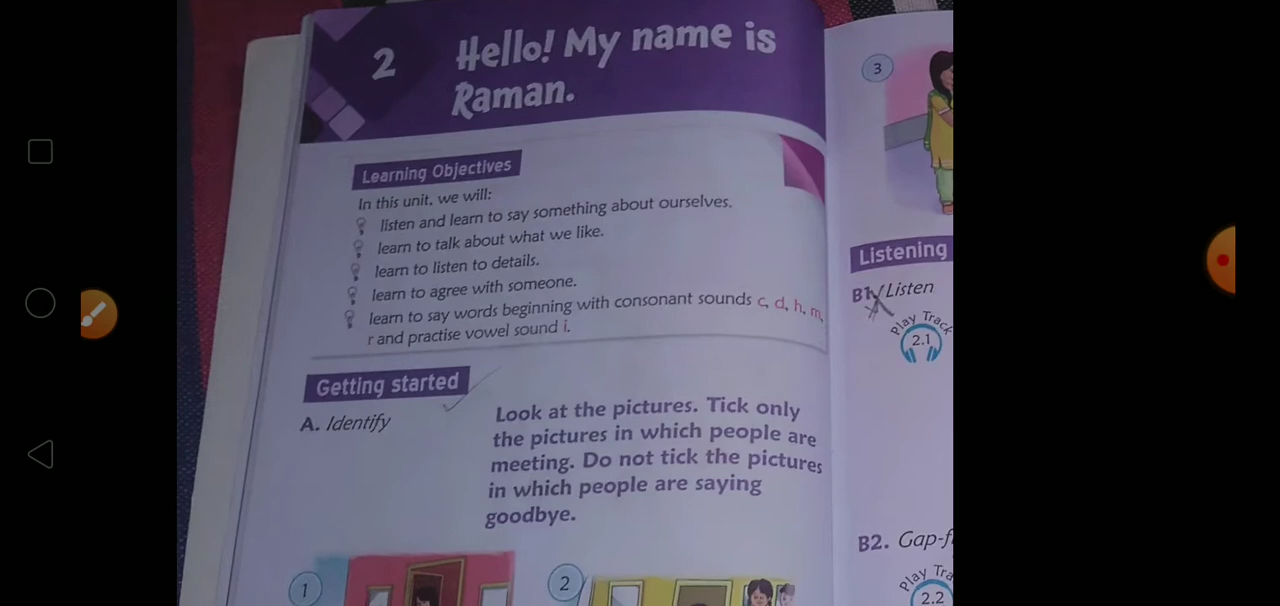 2
Hello! My name is
Raman.
Learning Objectives
In this unit, we will:
listen and learn to say something about ourselves.
learn to talk about what we like.
learn to listen to details.
learn to agree with someone.
learn to say words beginning with consonant sounds c, d, h, m,
r and practise vowel sound i.
Getting started
A. Identify
Look at the pictures. Tick only
the pictures in which people are
meeting. Do not tick the pictures
in which people are saying
goodbye.
1
2
3
Listening
B1. Listen
Play Track
2.1
B2.
Play
2.2